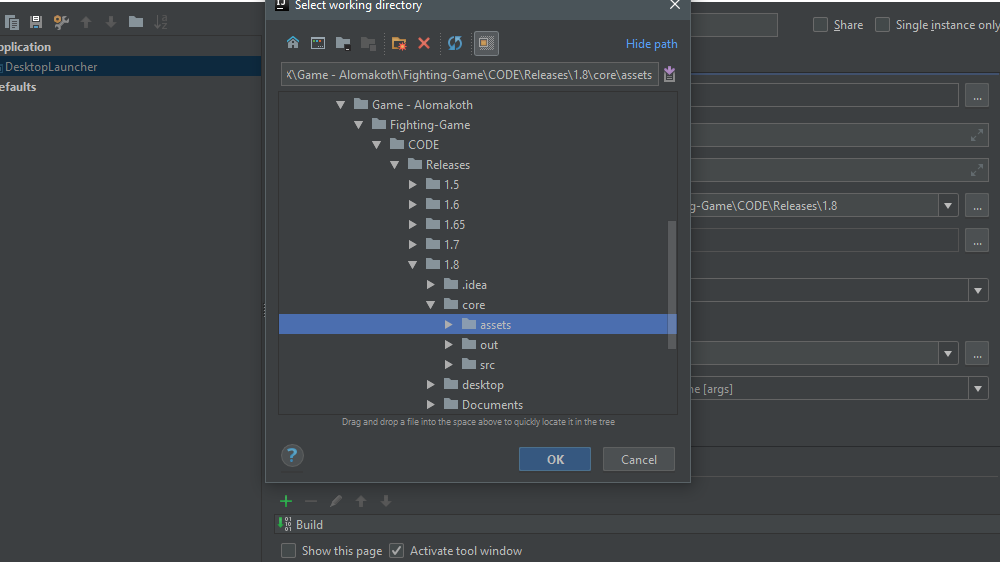 Select working directory
Share
Single instance only
Application
DesktopLauncher
Defaults
Hide path
X\Game - Alomakoth\Fighting-Game\CODE\Releases\1.8\core\assets
Game - Alomakoth
Fighting-Game
CODE
Releases
1.5
1.6
1.65
1.7
1.8
g-Game\CODE\Releases\1.8
.idea
core
assets
out
src
desktop
Documents
ne [args]
Drag and drop a file into the space above to quickly locate it in the tree
?
OK
Cancel
Build
Show this page
Activate tool window